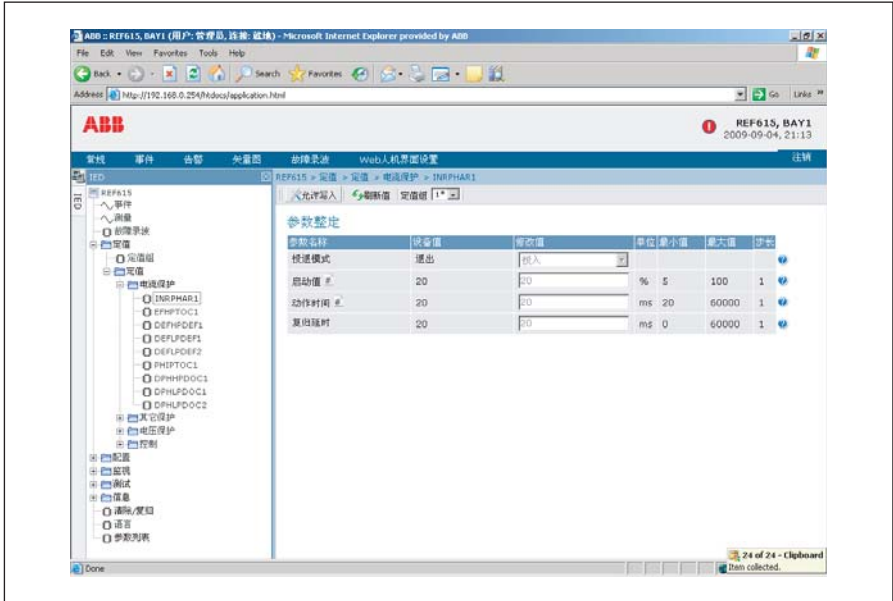 ABB :: REF615, BAY1 (用户: 管理员, 连接: 就地) - Microsoft Internet Explorer provided by ABB
File Edit View Favorites Tools Help
Back Search Favorites
Address http://192.168.0.254/htdocs/application.html Go Links
ABB
REF615, BAY1
2009-09-04, 21:13
常规 事件 告警 矢量图 故障录波 Web人机界面设置 注销
IED REF615 > 定值 > 定值 > 电流保护 > INRPHAR1
IED
REF615
允许写入 刷新值 定值组 1*
事件
测量
故障录波
定值
定值组
定值
电流保护
INRPHAR1
EFHPTOC1
DEFHPDEF1
DEFLPDEF1
DEFLPDEF2
PHIPTOC1
DPHHPDOC1
DPHLPDOC1
DPHLPDOC2
其它保护
电压保护
控制
配置
监视
测试
信息
清除/复归
语言
参数列表
参数整定
参数名称 设备值 修改值 单位 最小值 最大值 步长
投退模式 退出 投入
启动值 # 20 20 % 5 100 1
动作时间 # 20 20 ms 20 60000 1
复归延时 20 20 ms 0 60000 1
Done
24 of 24 - Clipboard
Item collected.